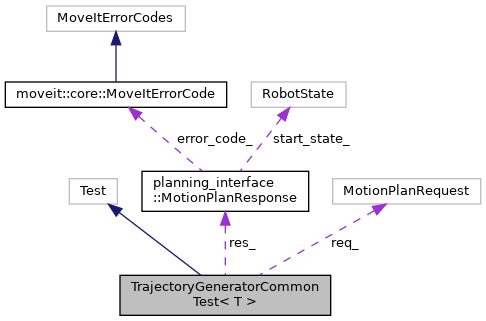 MoveItErrorCodes
moveit::core::MoveItErrorCode
RobotState
error_code_
start_state_
planning_interface
::MotionPlanResponse
Test
MotionPlanRequest
res_
req_
TrajectoryGeneratorCommon
Test< T >